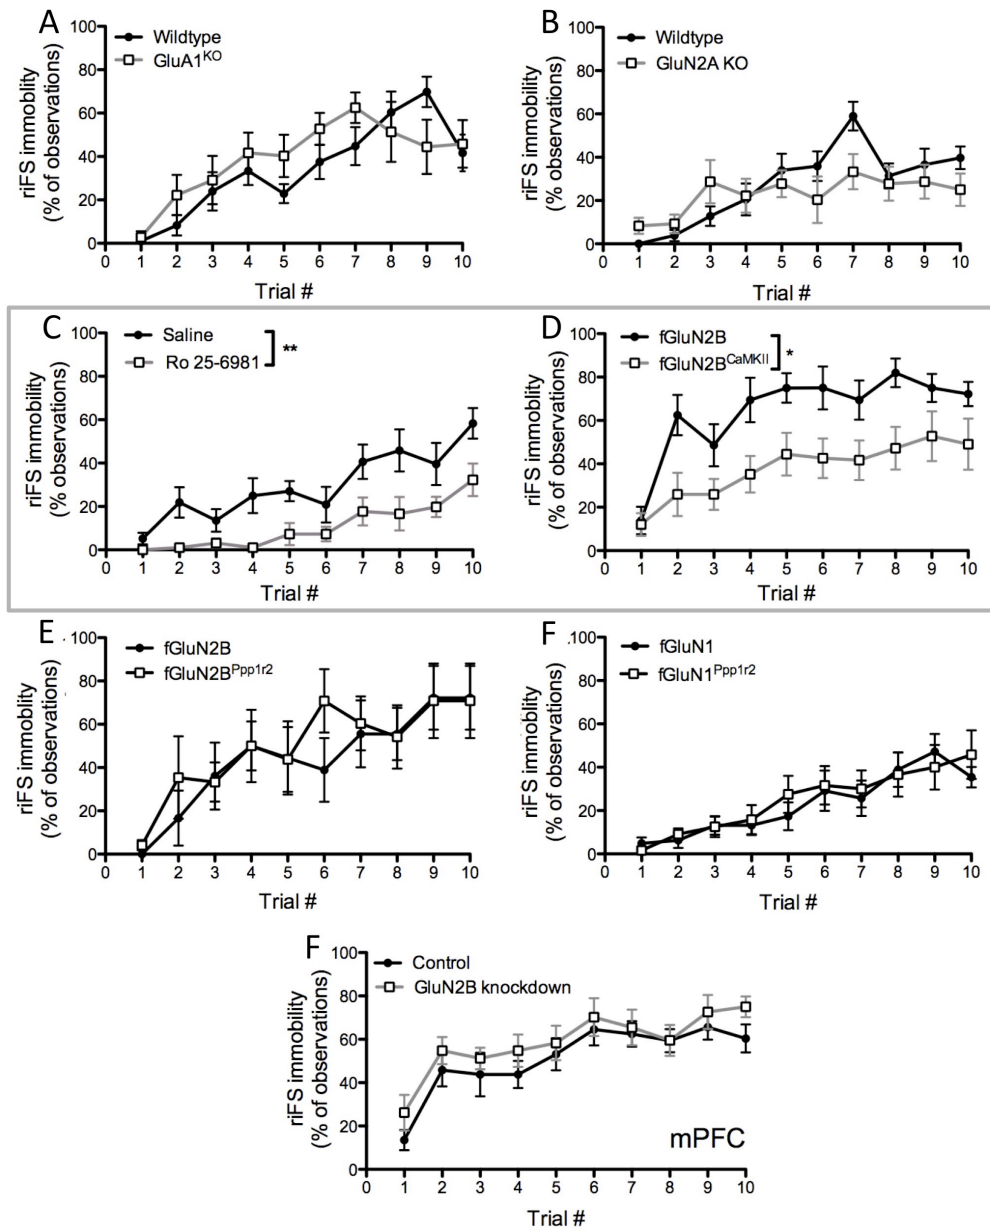 A
Wildtype
GluA1KO
riFS immoblity
(% of observations)
100
80
60
40
20
0
0 1 2 3 4 5 6 7 8 9 10
Trial #
B
Wildtype
GluN2A KO
riFS immoblity
(% of observations)
100
80
60
40
20
0
0 1 2 3 4 5 6 7 8 9 10
Trial #
C
Saline
Ro 25-6981
**
riFS immobility
(% observations)
100
80
60
40
20
0
0 1 2 3 4 5 6 7 8 9 10
Trial #
D
fGluN2B
fGluN2BCaMKII
*
riFS immoblity
(% of observations)
100
80
60
40
20
0
0 1 2 3 4 5 6 7 8 9 10
Trial #
E
fGluN2B
fGluN2BPpp1r2
riFS immoblity
(% of observations)
100
80
60
40
20
0
0 1 2 3 4 5 6 7 8 9 10
Trial #
F
fGluN1
fGluN1Ppp1r2
riFS immoblity
(% of observations)
100
80
60
40
20
0
0 1 2 3 4 5 6 7 8 9 10
Trial #
F
Control
GluN2B knockdown
riFS immoblity
(% of observations)
100
80
60
40
20
0
mPFC
0 1 2 3 4 5 6 7 8 9 10
Trial #